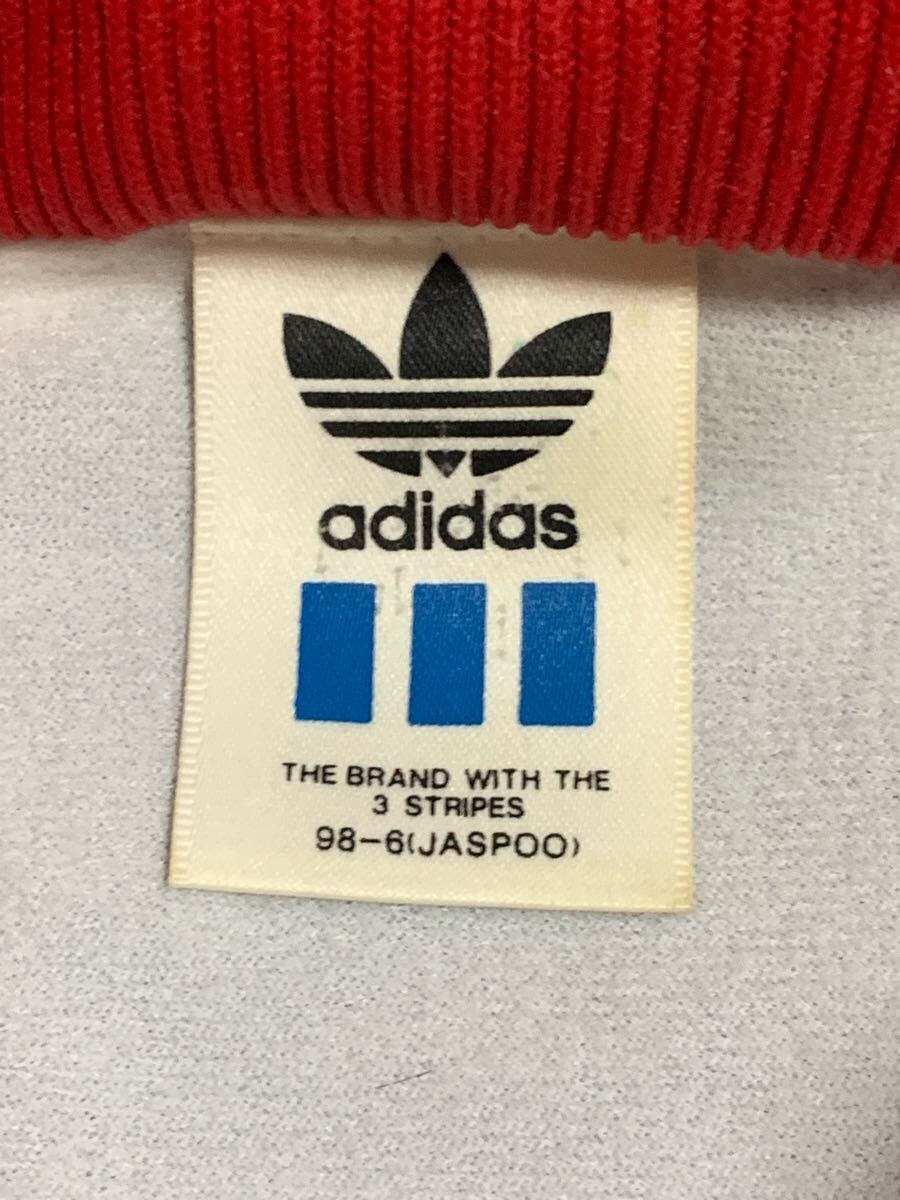 adidas
THE BRAND WITH THE
3 STRIPES
98-6(JASPOO)